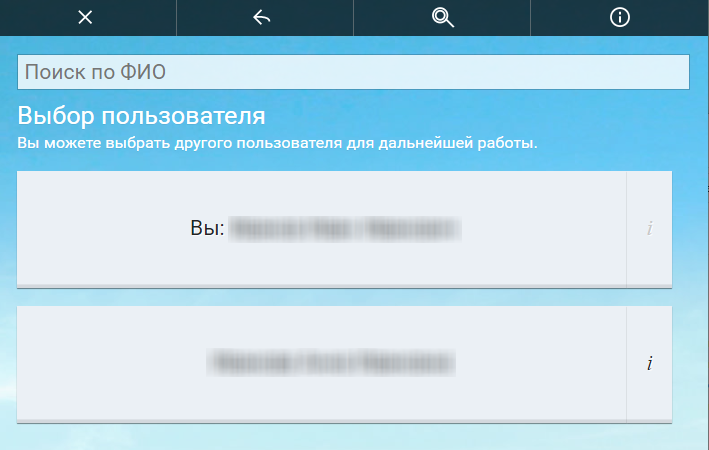 Поиск по ФИО
Выбор пользователя
Вы можете выбрать другого пользователя для дальнейшей работы.
Вы:
i
i